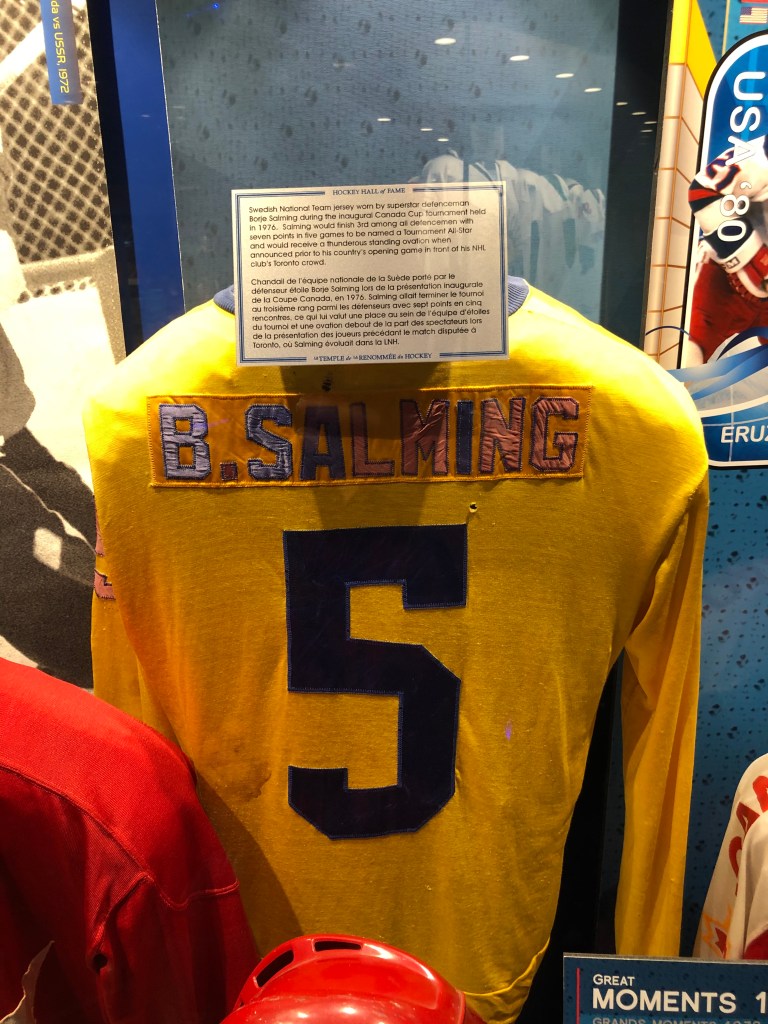 da vs USSR, 1972
USA '80
HOCKEY HALL of FAME
Swedish National Team jersey worn by superstar defenceman
Borje Salming during the inaugural Canada Cup tournament held
in 1976. Salming would finish 3rd among all defencemen with
seven points in five games to be named a Tournament All-Star
and would receive a thunderous standing ovation when
announced prior to his country's opening game in front of his NHL
club's Toronto crowd.
Chandail de l'équipe nationale de la Suède porté par le
défenseur étoile Borje Salming lors de la présentation inaugurale
de la Coupe Canada, en 1976. Salming allait terminer le tournoi
au troisième rang parmi les défenseurs avec sept points en cinq
rencontres, ce qui lui valut une place au sein de l'équipe d'étoiles
du tournoi et une ovation debout de la part des spectateurs lors
de la présentation des joueurs précédant le match disputée à
Toronto, où Salming évoluait dans la LNH.
LE TEMPLE de LA RENOMMÉE du HOCKEY
B. SALMING
5
21
ERUZ
GREAT
MOMENTS 1
GRANDS MOMENTS 1972